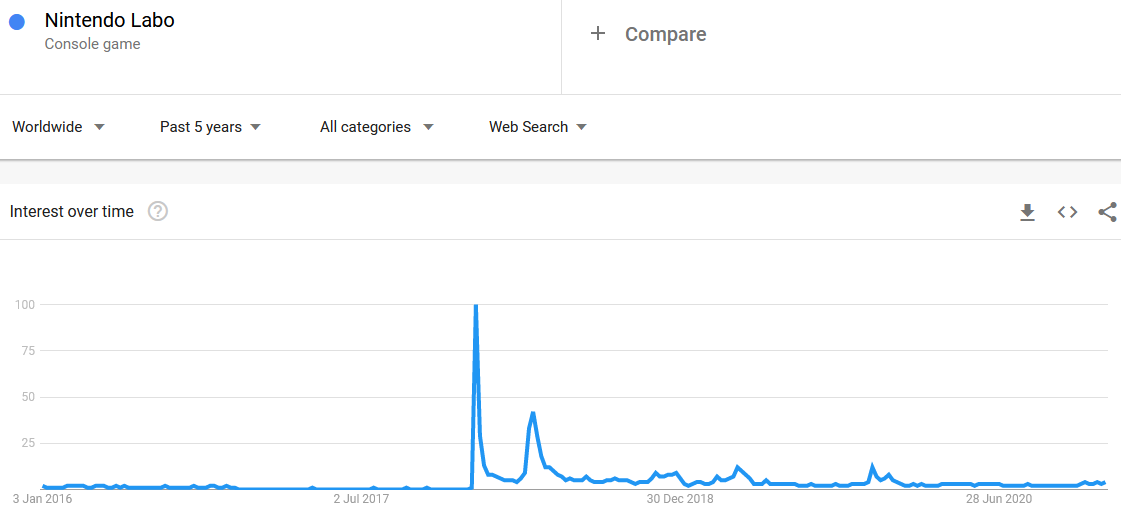 Nintendo Labo
Console game
+ Compare
Worldwide Past 5 years All categories Web Search
Interest over time ?
100
75
50
25
3 Jan 2016 2 Jul 2017 30 Dec 2018 28 Jun 2020